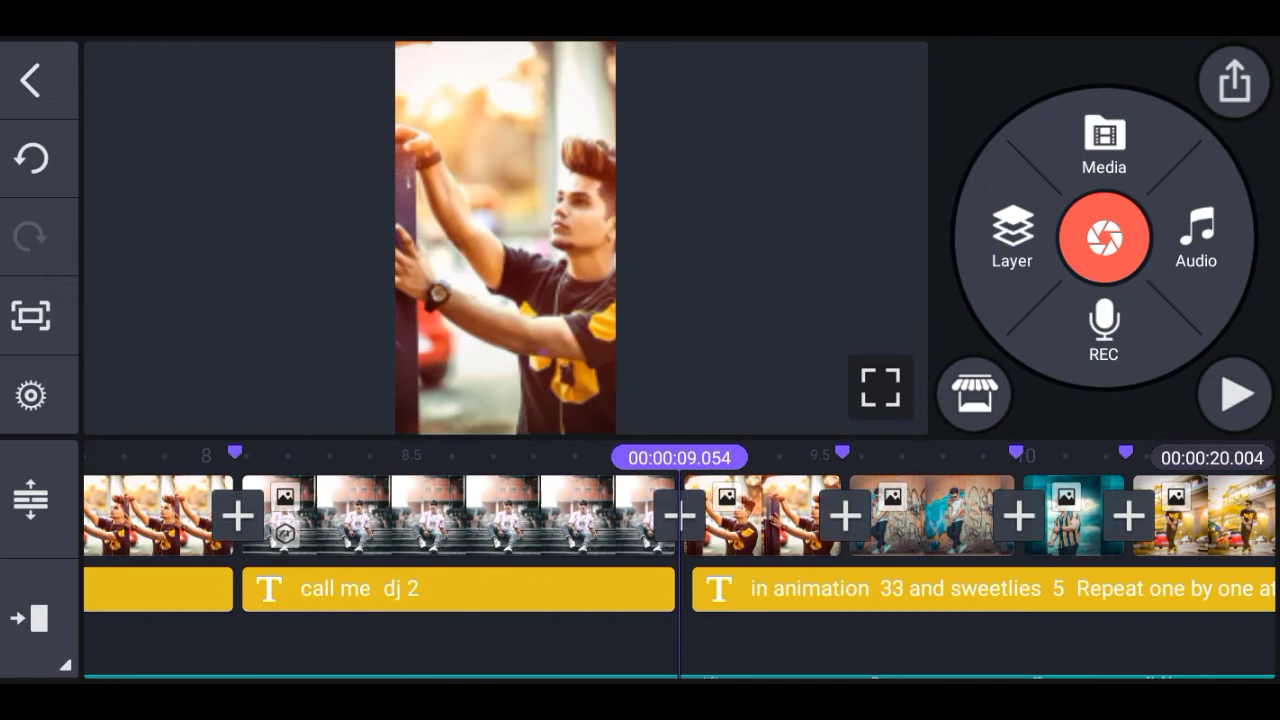 Media
Layer
Audio
REC
8
8.5
00:00:09.054
9.5
00:00:20.004
T call me dj 2
T in animation 33 and sweetlies 5 Repeat one by one at